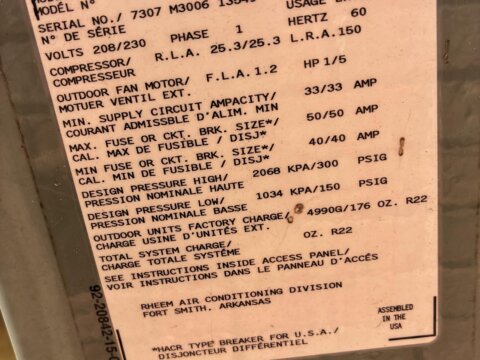 MODÈL N°
SERIAL NO./ 7307 M3006
N° DE SÉRIE
VOLTS 208/230 PHASE 1 HERTZ 60
COMPRESSOR/ R.L.A. 25.3/25.3 L.R.A. 150
COMPRESSEUR
OUTDOOR FAN MOTOR/ F.L.A. 1.2 HP 1/5
MOTUER VENTIL EXT.
MIN. SUPPLY CIRCUIT AMPACITY/ 33/33 AMP
COURANT ADMISSBLE D'ALIM. MIN
MAX. FUSE OR CKT. BRK. SIZE*/ 50/50 AMP
CAL. MAX DE FUSIBLE / DISJ*
MIN FUSE OR CKT. BRK. SIZE*/ 40/40 AMP
CAL. MIN DE FUSIBLE / DISJ*
DESIGN PRESSURE HIGH/ 2068 KPA/300 PSIG
PRESSION NOMINALE HAUTE
DESIGN PRESSURE LOW/ 1034 KPA/150 PSIG
PRESSION NOMINALE BASSE
OUTDOOR UNITS FACTORY CHARGE/ 4990G/176 OZ. R22
CHARGE USINE D'UNITÉS EXT.
TOTAL SYSTEM CHARGE/ OZ. R22
CHARGE TOTALE SYSTÊME
SEE INSTRUCTIONS INSIDE ACCESS PANEL/
VOIR INSTRUCTIONS DANS LE PANNEAU D'ACCÉS
RHEEM AIR CONDITIONING DIVISION
FORT SMITH, ARKANSAS
ASSEMBLED
IN THE
USA
*HACR TYPE BREAKER FOR U.S.A./
DISJONCTEUR DIFFÉRENTIEL
92-20842-15-